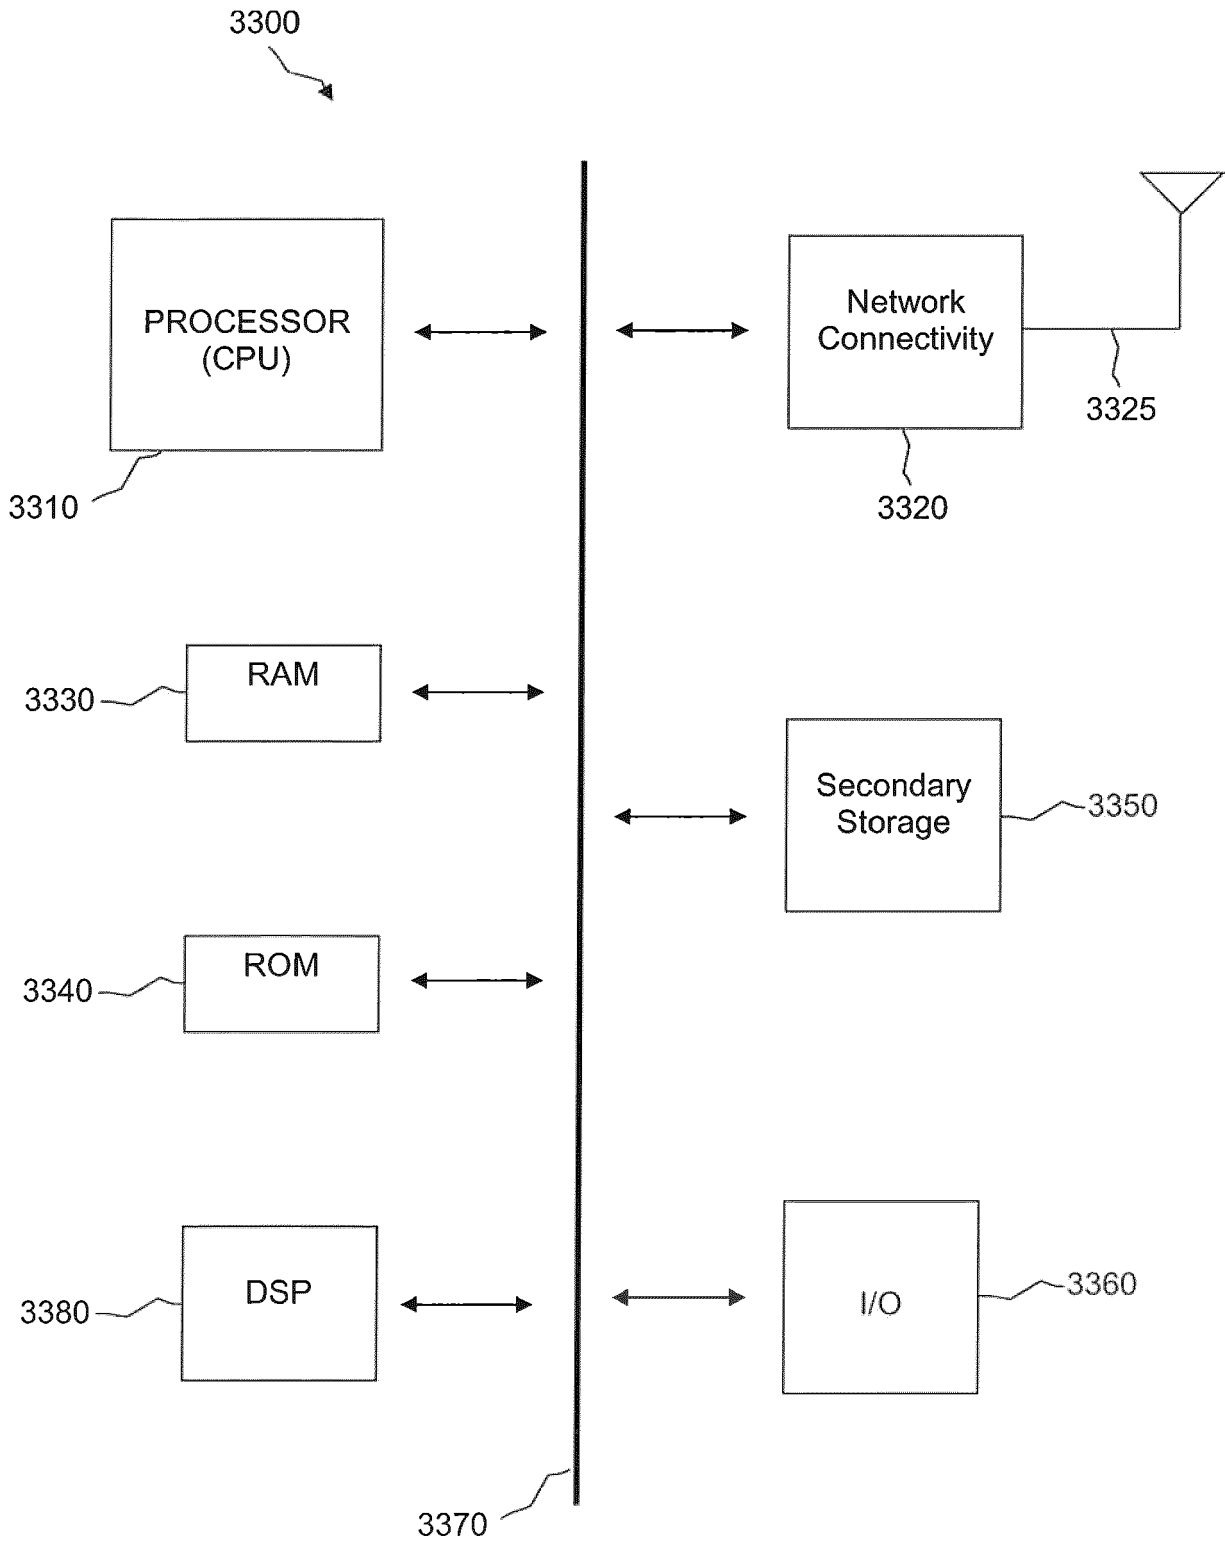 3300
PROCESSOR
(CPU)
3310
Network
Connectivity
3325
3320
RAM
3330
Secondary
Storage
3350
ROM
3340
DSP
3380
I/O
3360
3370